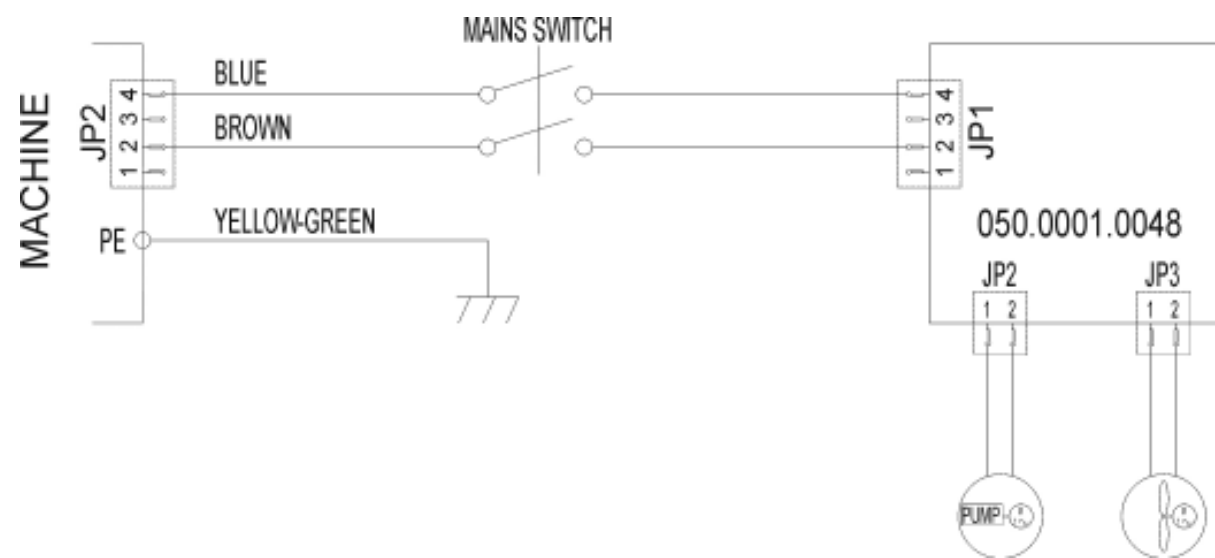 MAINS SWITCH
MACHINE
JP2
4
3
2
1
BLUE
BROWN
PE
YELLOW-GREEN
4
3
2
1
JP1
050.0001.0048
JP2
1 2
JP3
1 2
PUMP